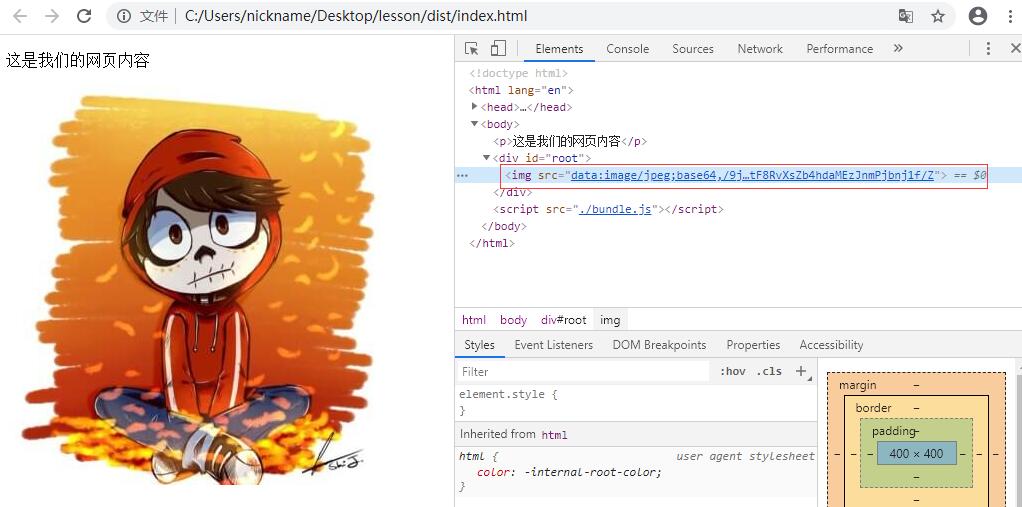 文件 | C:/Users/nickname/Desktop/lesson/dist/index.html
这是我们的网页内容
Elements Console Sources Network Performance »
<!doctype html>
<html lang="en">
<head>…</head>
<body>
<p>这是我们的网页内容</p>
<div id="root">
<img src="data:image/jpeg;base64,/9j…tF8RvXsZb4hdaMEzJnmPjbnj1f/Z"> == $0
</div>
<script src="./bundle.js"></script>
</body>
</html>
html body div#root img
Styles Event Listeners DOM Breakpoints Properties Accessibility
Filter :hov .cls +
element.style {
}
Inherited from html
html { user agent stylesheet
color: -internal-root-color;
}
margin –
border –
padding –
– – – 400 × 400 – – –
–
–